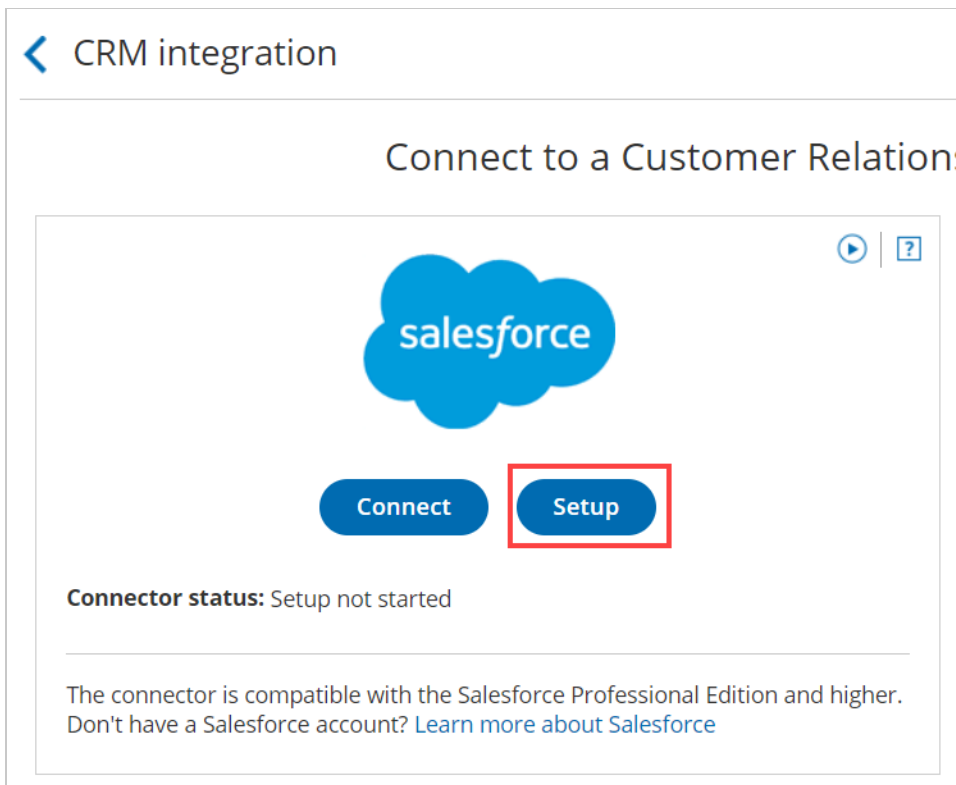 CRM integration
Connect to a Customer Relation
?
salesforce
Connect Setup
Connector status: Setup not started
The connector is compatible with the Salesforce Professional Edition and higher.
Don't have a Salesforce account? Learn more about Salesforce